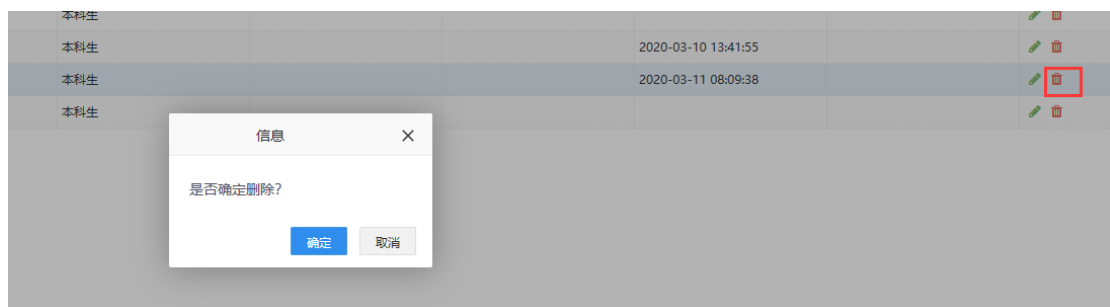 本科生
本科生 2020-03-10 13:41:55
本科生 2020-03-11 08:09:38
本科生
信息
是否确定删除?
确定 取消